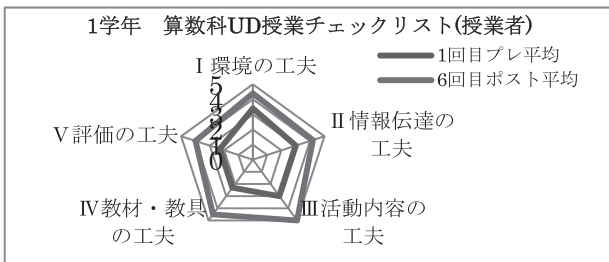 1学年　算数科UD授業チェックリスト(授業者)
1回目プレ平均
6回目ポスト平均
Ⅰ環境の工夫
Ⅱ情報伝達の
工夫
Ⅲ活動内容の
工夫
Ⅳ教材・教具
の工夫
Ⅴ評価の工夫
5
4
3
2
1
0